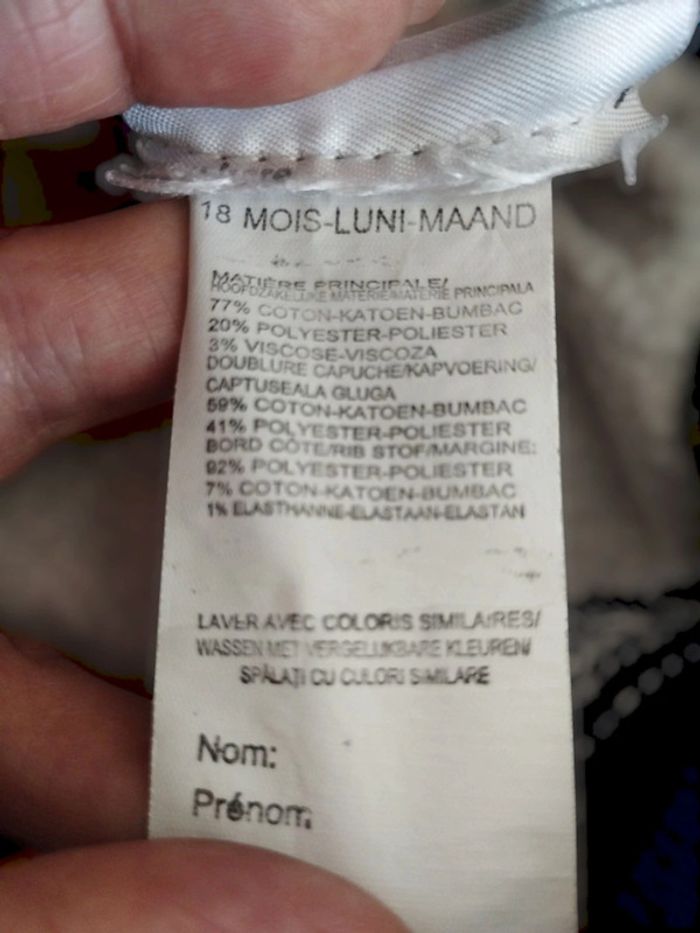 18 MOIS-LUNI-MAAND
MATIÈRE PRINCIPALE/
HOOFDZAKELIJKE MATERIE/MATERIE PRINCIPALA
77% COTON-KATOEN-BUMBAC
20% POLYESTER-POLIESTER
3% VISCOSE-VISCOZA
DOUBLURE CAPUCHE/KAPVOERING/
CAPTUSEALA GLUGA
59% COTON-KATOEN-BUMBAC
41% POLYESTER-POLIESTER
BORD CÔTE/RIB STOF/MARGINE:
92% POLYESTER-POLIESTER
7% COTON-KATOEN-BUMBAC
1% ELASTHANNE-ELASTAAN-ELASTAN
LAVER AVEC COLORIS SIMILAIRES/
WASSEN MET VERGELIJKBARE KLEUREN/
SPĂLAȚI CU CULORI SIMILARE
Nom:
Prénom: